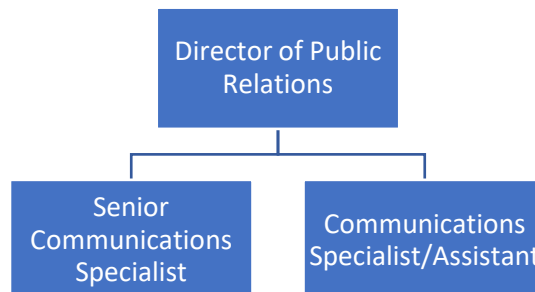 Director of Public
Relations
Senior
Communications
Specialist
Communications
Specialist/Assistant